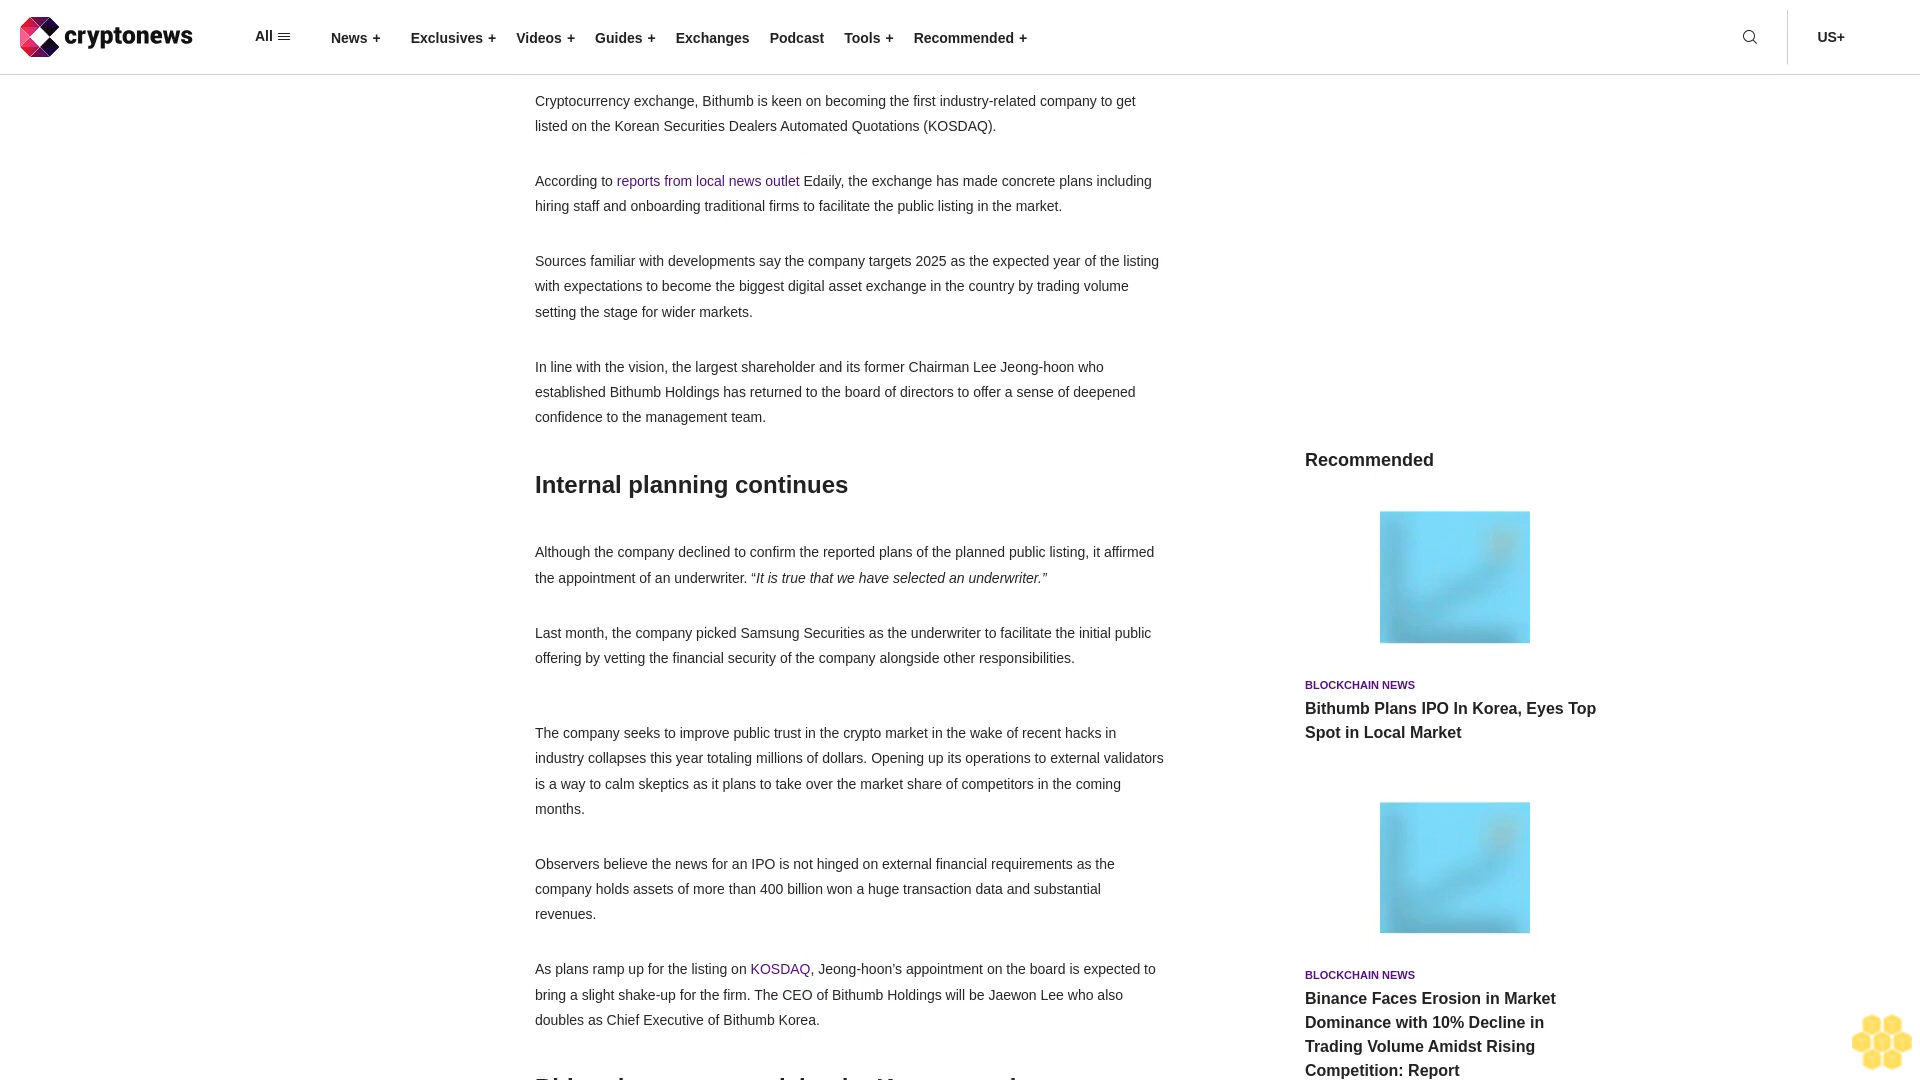 cryptonews
All
News +
Exclusives +
Videos +
Guides +
Exchanges
Podcast
Tools +
Recommended +
US+
Cryptocurrency exchange, Bithumb is keen on becoming the first industry-related company to get
listed on the Korean Securities Dealers Automated Quotations (KOSDAQ).
According to reports from local news outlet Edaily, the exchange has made concrete plans including
hiring staff and onboarding traditional firms to facilitate the public listing in the market.
Sources familiar with developments say the company targets 2025 as the expected year of the listing
with expectations to become the biggest digital asset exchange in the country by trading volume
setting the stage for wider markets.
In line with the vision, the largest shareholder and its former Chairman Lee Jeong-hoon who
established Bithumb Holdings has returned to the board of directors to offer a sense of deepened
confidence to the management team.
Internal planning continues
Although the company declined to confirm the reported plans of the planned public listing, it affirmed
the appointment of an underwriter. “It is true that we have selected an underwriter.”
Last month, the company picked Samsung Securities as the underwriter to facilitate the initial public
offering by vetting the financial security of the company alongside other responsibilities.
The company seeks to improve public trust in the crypto market in the wake of recent hacks in
industry collapses this year totaling millions of dollars. Opening up its operations to external validators
is a way to calm skeptics as it plans to take over the market share of competitors in the coming
months.
Observers believe the news for an IPO is not hinged on external financial requirements as the
company holds assets of more than 400 billion won a huge transaction data and substantial
revenues.
As plans ramp up for the listing on KOSDAQ, Jeong-hoon’s appointment on the board is expected to
bring a slight shake-up for the firm. The CEO of Bithumb Holdings will be Jaewon Lee who also
doubles as Chief Executive of Bithumb Korea.
Recommended
BLOCKCHAIN NEWS
Bithumb Plans IPO In Korea, Eyes Top
Spot in Local Market
BLOCKCHAIN NEWS
Binance Faces Erosion in Market
Dominance with 10% Decline in
Trading Volume Amidst Rising
Competition: Report